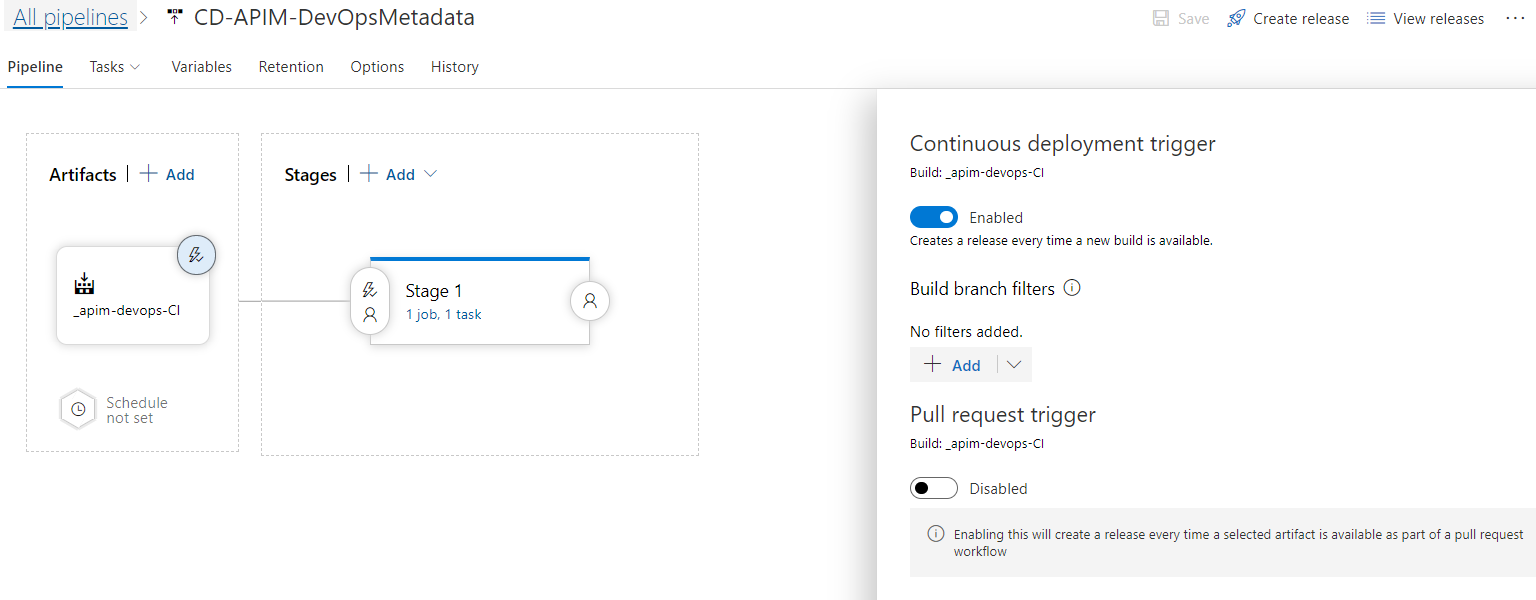 All pipelines > CD-APIM-DevOpsMetadata
Save Create release View releases ...
Pipeline Tasks Variables Retention Options History
Artifacts | + Add
Stages | + Add
_apim-devops-CI
Schedule
not set
Stage 1
1 job, 1 task
Continuous deployment trigger
Build: _apim-devops-CI
Enabled
Creates a release every time a new build is available.
Build branch filters
No filters added.
+ Add
Pull request trigger
Build: _apim-devops-CI
Disabled
Enabling this will create a release every time a selected artifact is available as part of a pull request
workflow